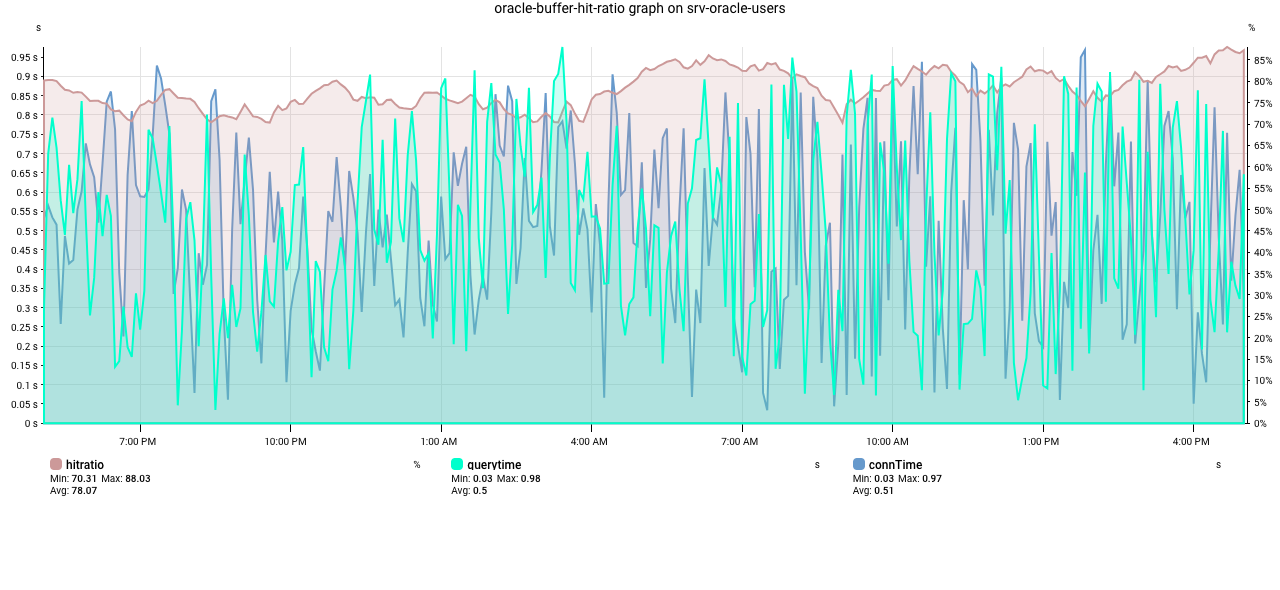 oracle-buffer-hit-ratio graph on srv-oracle-users
s %
0.95 s 85%
0.9 s 80%
0.85 s 75%
0.8 s 70%
0.75 s 65%
0.7 s 60%
0.65 s 55%
0.6 s 50%
0.55 s 45%
0.5 s 40%
0.45 s 35%
0.4 s 30%
0.35 s 25%
0.3 s 20%
0.25 s 15%
0.2 s 10%
0.15 s 5%
0.1 s 0%
0.05 s
0 s
7:00 PM 10:00 PM 1:00 AM 4:00 AM 7:00 AM 10:00 AM 1:00 PM 4:00 PM
hitratio % querytime s connTime s
Min: 70.31 Max: 88.03 Min: 0.03 Max: 0.98 Min: 0.03 Max: 0.97
Avg: 78.07 Avg: 0.5 Avg: 0.51